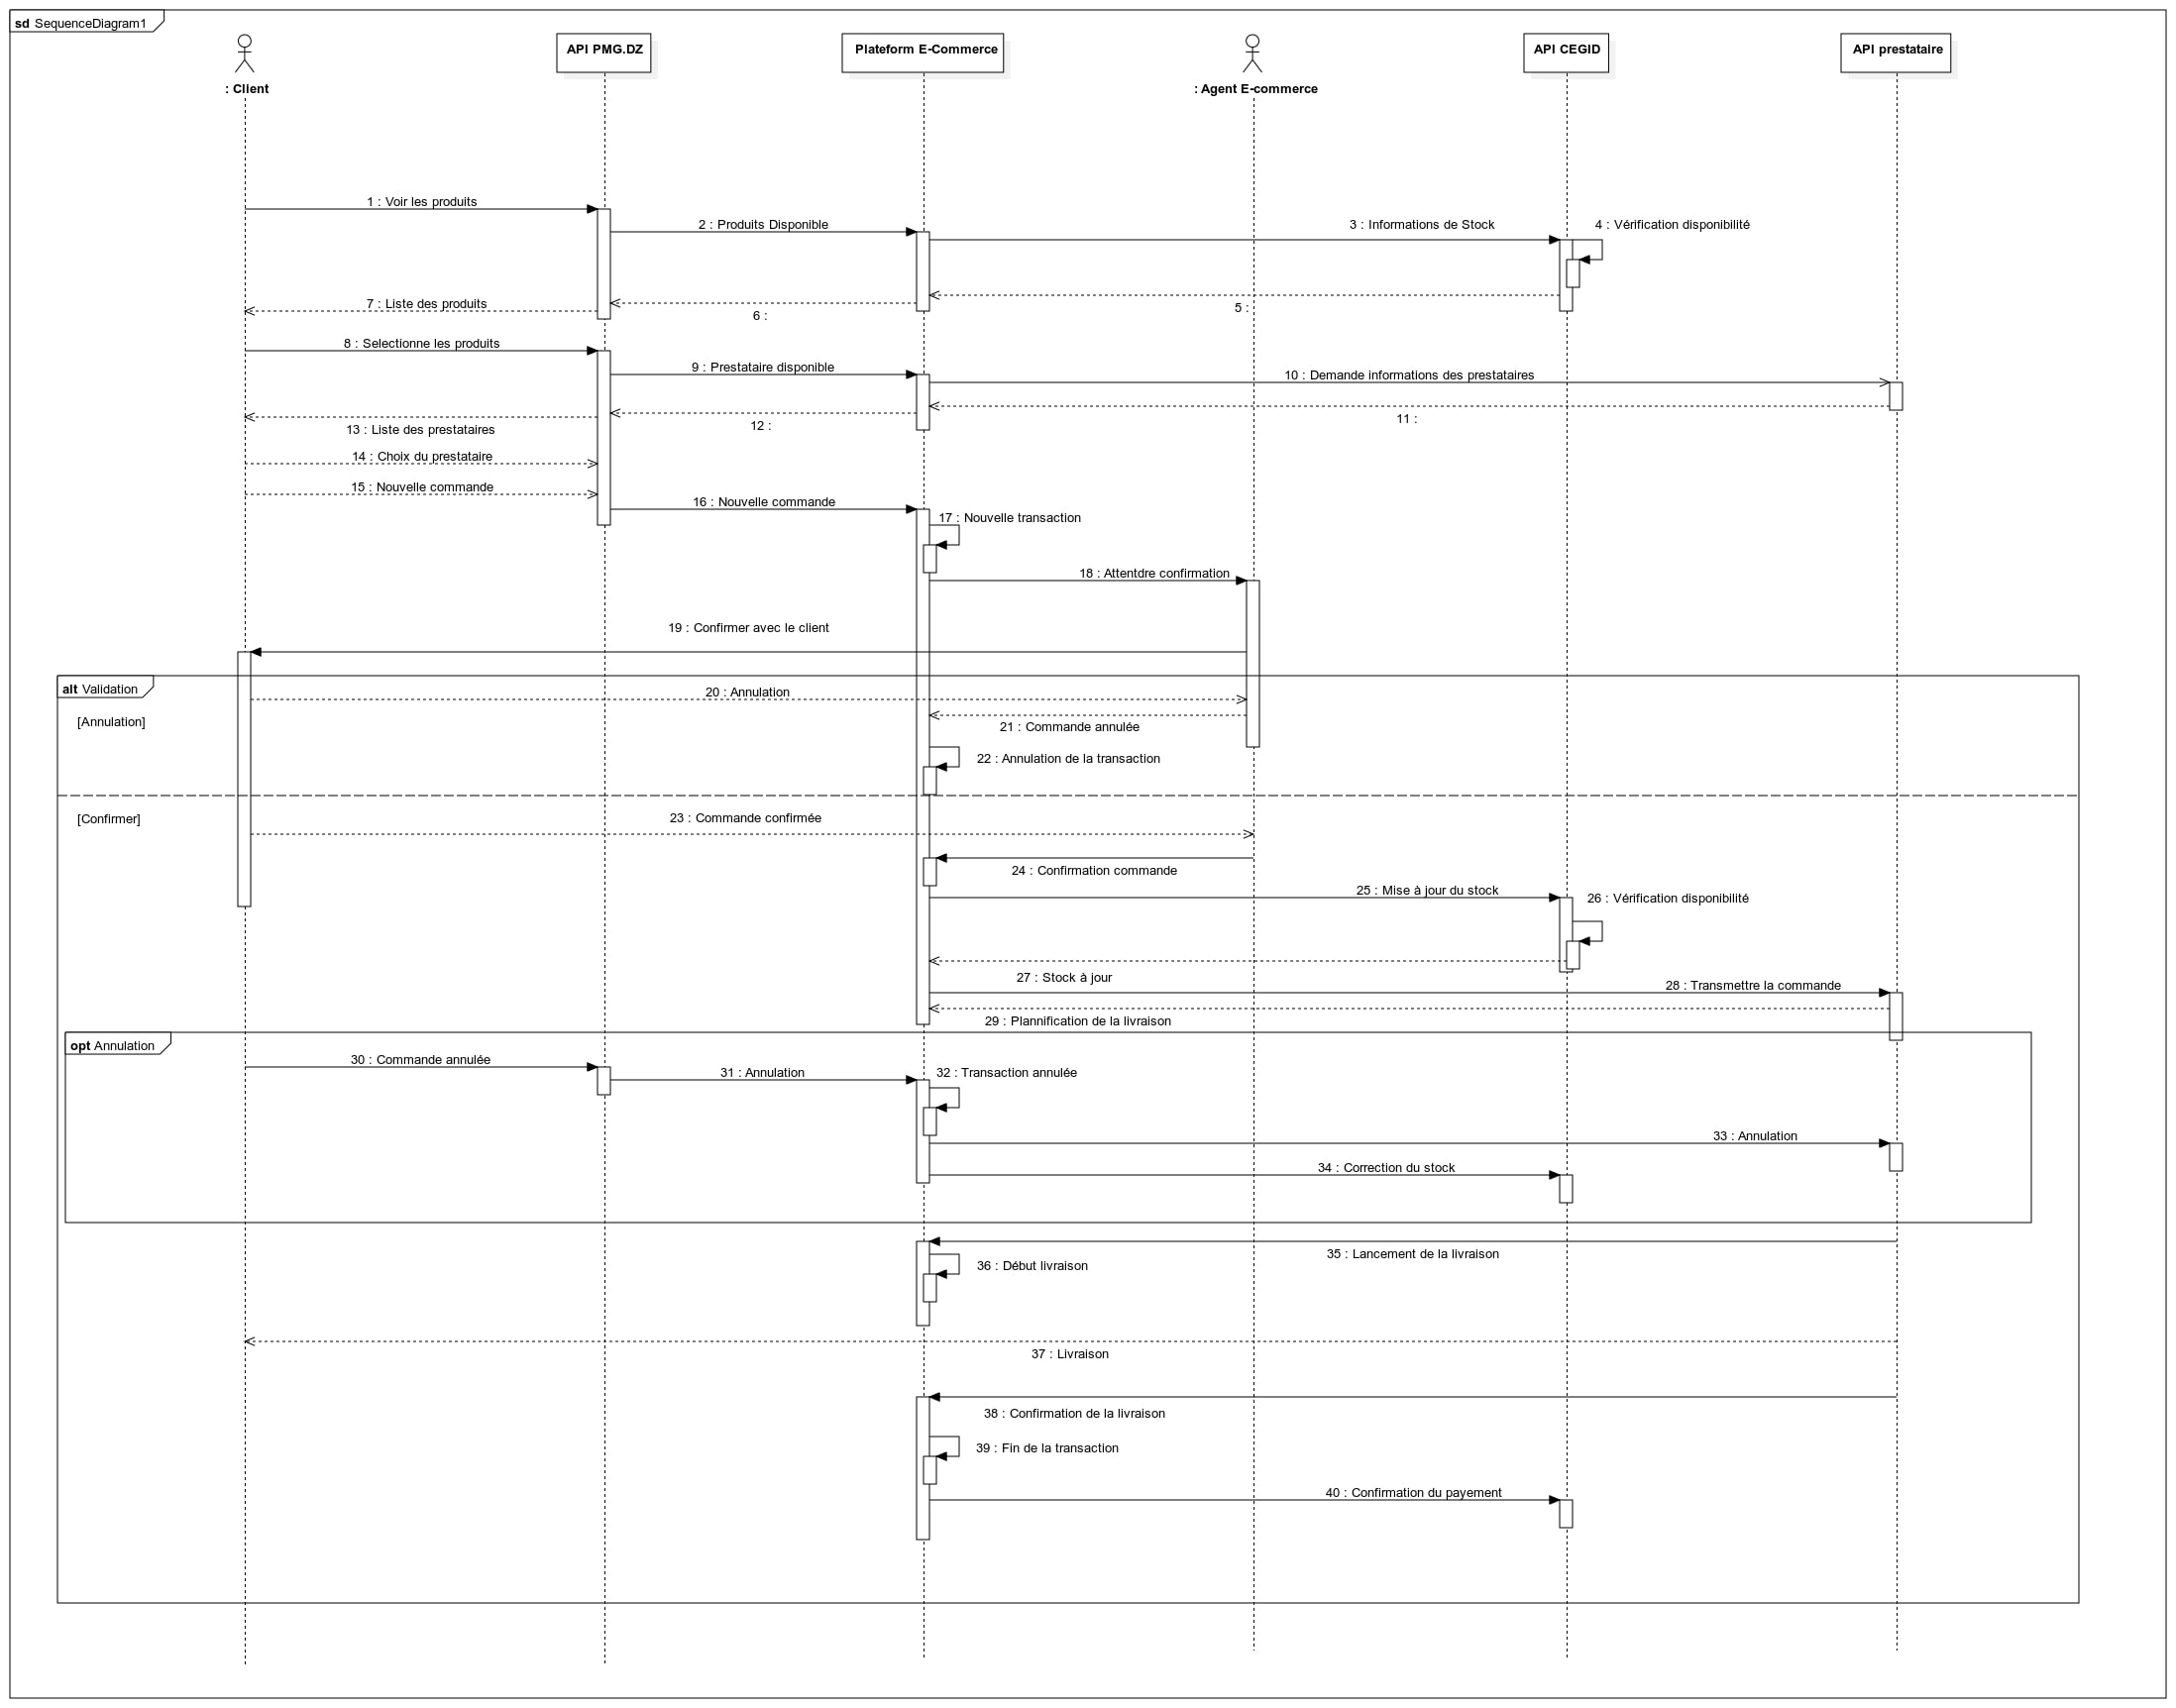 sd SequenceDiagram1
: Client
API PMG.DZ
Plateform E-Commerce
: Agent E-commerce
API CEGID
API prestataire
1 : Voir les produits
2 : Produits Disponible
3 : Informations de Stock
4 : Vérification disponibilité
5 :
6 :
7 : Liste des produits
8 : Selectionne les produits
9 : Prestataire disponible
10 : Demande informations des prestataires
11 :
12 :
13 : Liste des prestataires
14 : Choix du prestataire
15 : Nouvelle commande
16 : Nouvelle commande
17 : Nouvelle transaction
18 : Attentdre confirmation
19 : Confirmer avec le client
alt Validation
[Annulation]
20 : Annulation
21 : Commande annulée
22 : Annulation de la transaction
[Confirmer]
23 : Commande confirmée
24 : Confirmation commande
25 : Mise à jour du stock
26 : Vérification disponibilité
27 : Stock à jour
28 : Transmettre la commande
29 : Plannification de la livraison
opt Annulation
30 : Commande annulée
31 : Annulation
32 : Transaction annulée
33 : Annulation
34 : Correction du stock
35 : Lancement de la livraison
36 : Début livraison
37 : Livraison
38 : Confirmation de la livraison
39 : Fin de la transaction
40 : Confirmation du payement